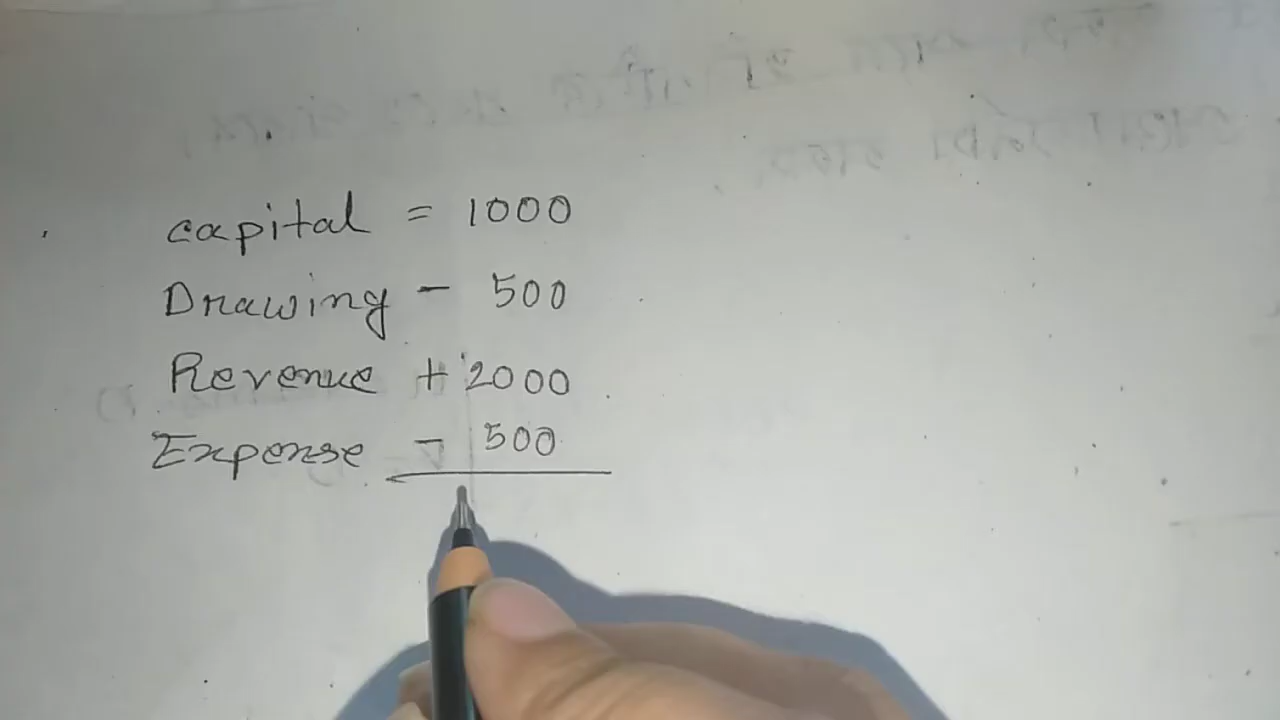 capital = 1000
Drawing - 500
Revenue + 2000
Expense - 500